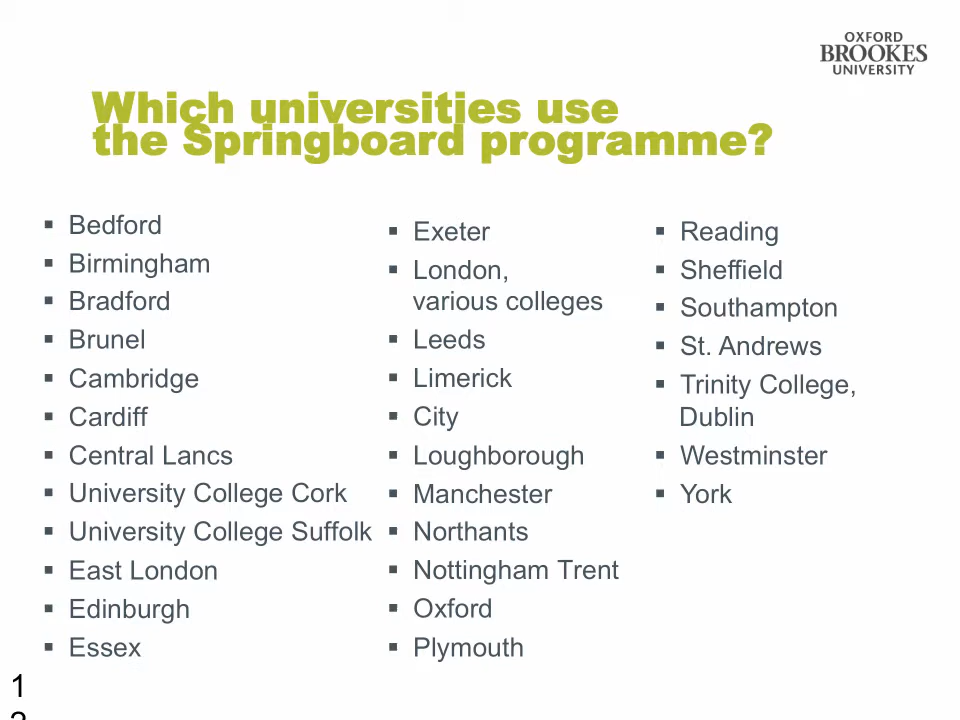 OXFORD
BROOKES
UNIVERSITY
Which universities use
the Springboard programme?
▪ Bedford
▪ Birmingham
▪ Bradford
▪ Brunel
▪ Cambridge
▪ Cardiff
▪ Central Lancs
▪ University College Cork
▪ University College Suffolk
▪ East London
▪ Edinburgh
▪ Essex
▪ Exeter
▪ London,
various colleges
▪ Leeds
▪ Limerick
▪ City
▪ Loughborough
▪ Manchester
▪ Northants
▪ Nottingham Trent
▪ Oxford
▪ Plymouth
▪ Reading
▪ Sheffield
▪ Southampton
▪ St. Andrews
▪ Trinity College,
Dublin
▪ Westminster
▪ York
1